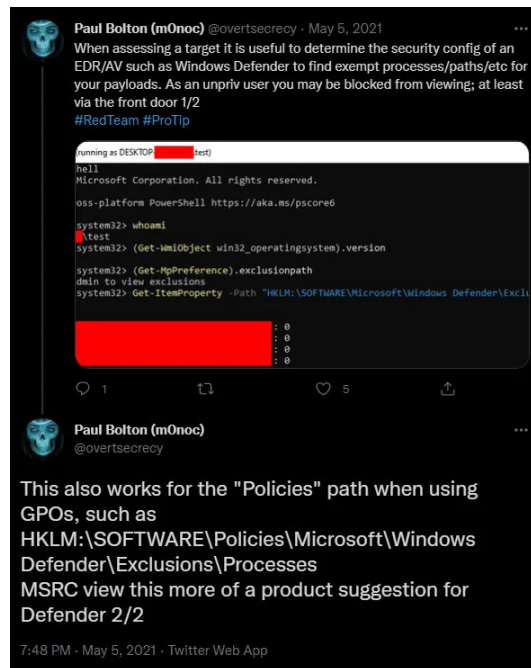 Paul Bolton (m0noc) @overtsecrecy · May 5, 2021
When assessing a target it is useful to determine the security config of an
EDR/AV such as Windows Defender to find exempt processes/paths/etc for
your payloads. As an unpriv user you may be blocked from viewing; at least
via the front door 1/2
#RedTeam #ProTip
running as DESKTOP- .test)
hell
Microsoft Corporation. All rights reserved.
oss-platform PowerShell https://aka.ms/pscore6
system32> whoami
\test
system32> (Get-WmiObject win32_operatingsystem).version
system32> (Get-MpPreference).exclusionpath
dmin to view exclusions
system32> Get-ItemProperty -Path "HKLM:\SOFTWARE\Microsoft\Windows Defender\Exclu
: 0
: 0
: 0
: 0
1 5
Paul Bolton (m0noc)
@overtsecrecy
This also works for the "Policies" path when using
GPOs, such as
HKLM:\SOFTWARE\Policies\Microsoft\Windows
Defender\Exclusions\Processes
MSRC view this more of a product suggestion for
Defender 2/2
7:48 PM · May 5, 2021 · Twitter Web App